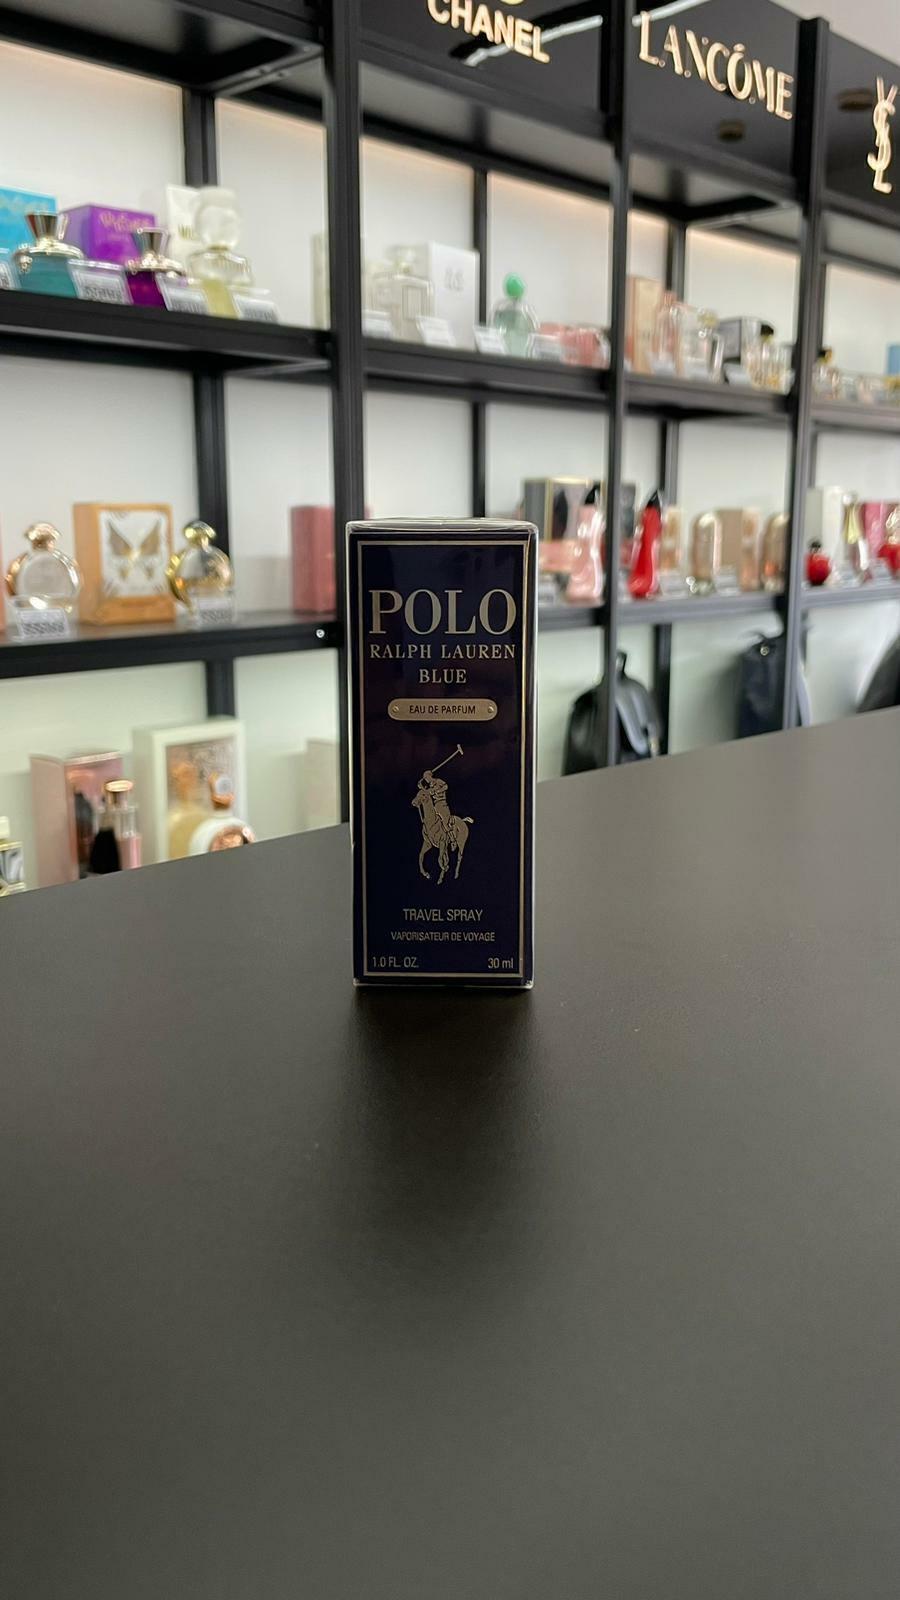 CHANEL
LANCÔME
YSL
POLO
RALPH LAUREN
BLUE
EAU DE PARFUM
TRAVEL SPRAY
VAPORISATEUR DE VOYAGE
1.0 FL. OZ. 30 ml